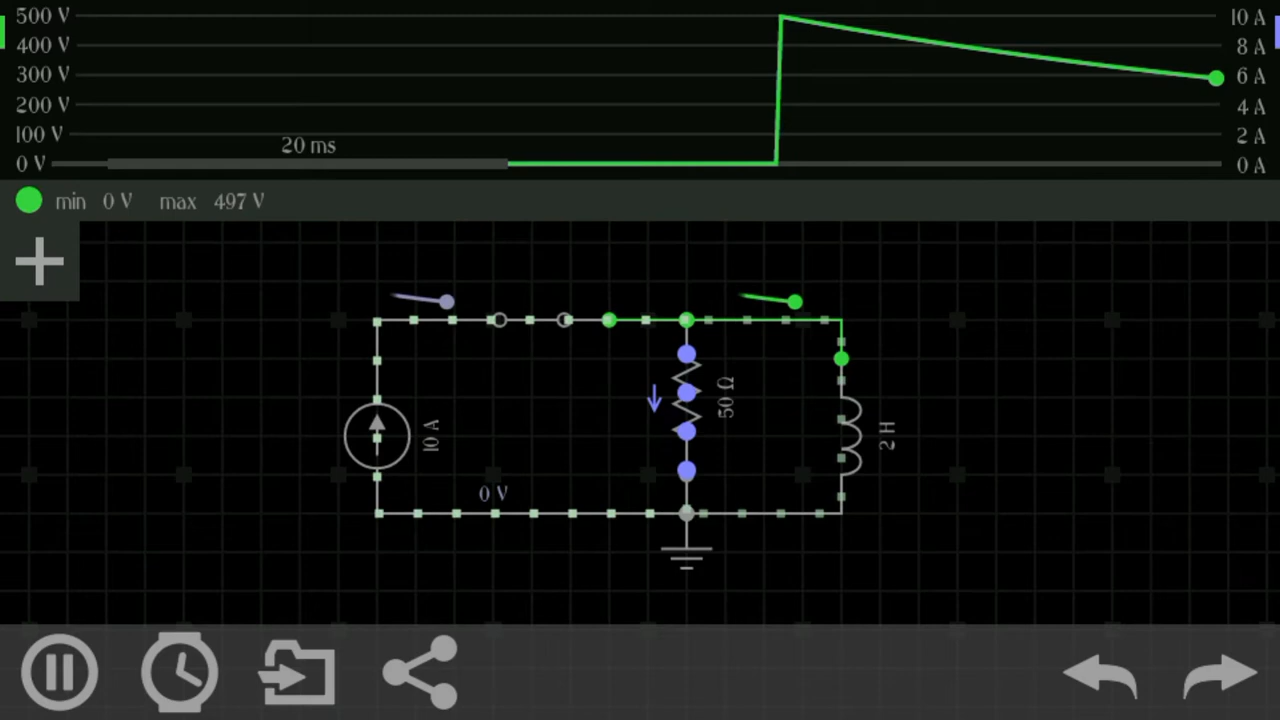 500 V 10 A
400 V 8 A
300 V 6 A
200 V 4 A
100 V 2 A
20 ms
0 V 0 A
min 0 V max 497 V
50 Ω
10 A
2 H
0 V